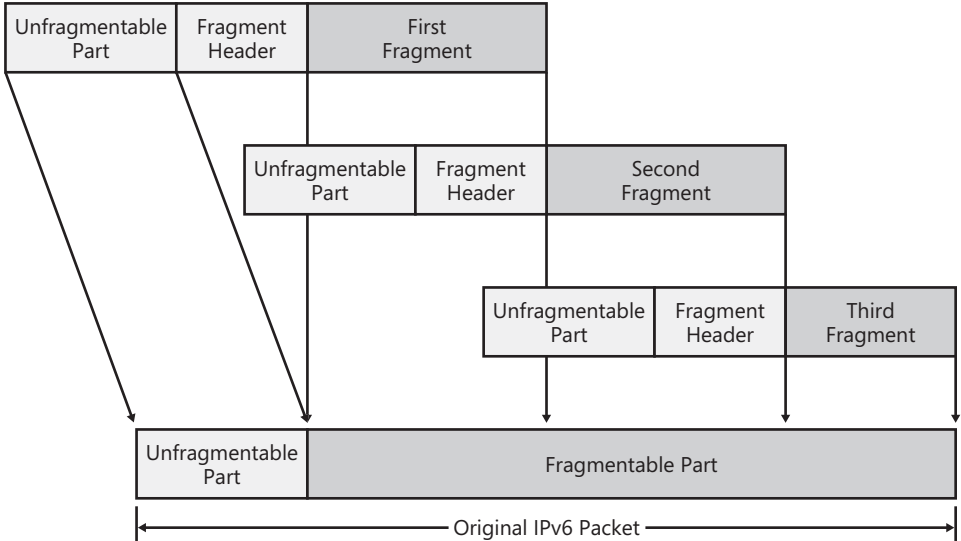 Unfragmentable
Part
Fragment
Header
First
Fragment
Unfragmentable
Part
Fragment
Header
Second
Fragment
Unfragmentable
Part
Fragment
Header
Third
Fragment
Unfragmentable
Part
Fragmentable Part
Original IPv6 Packet